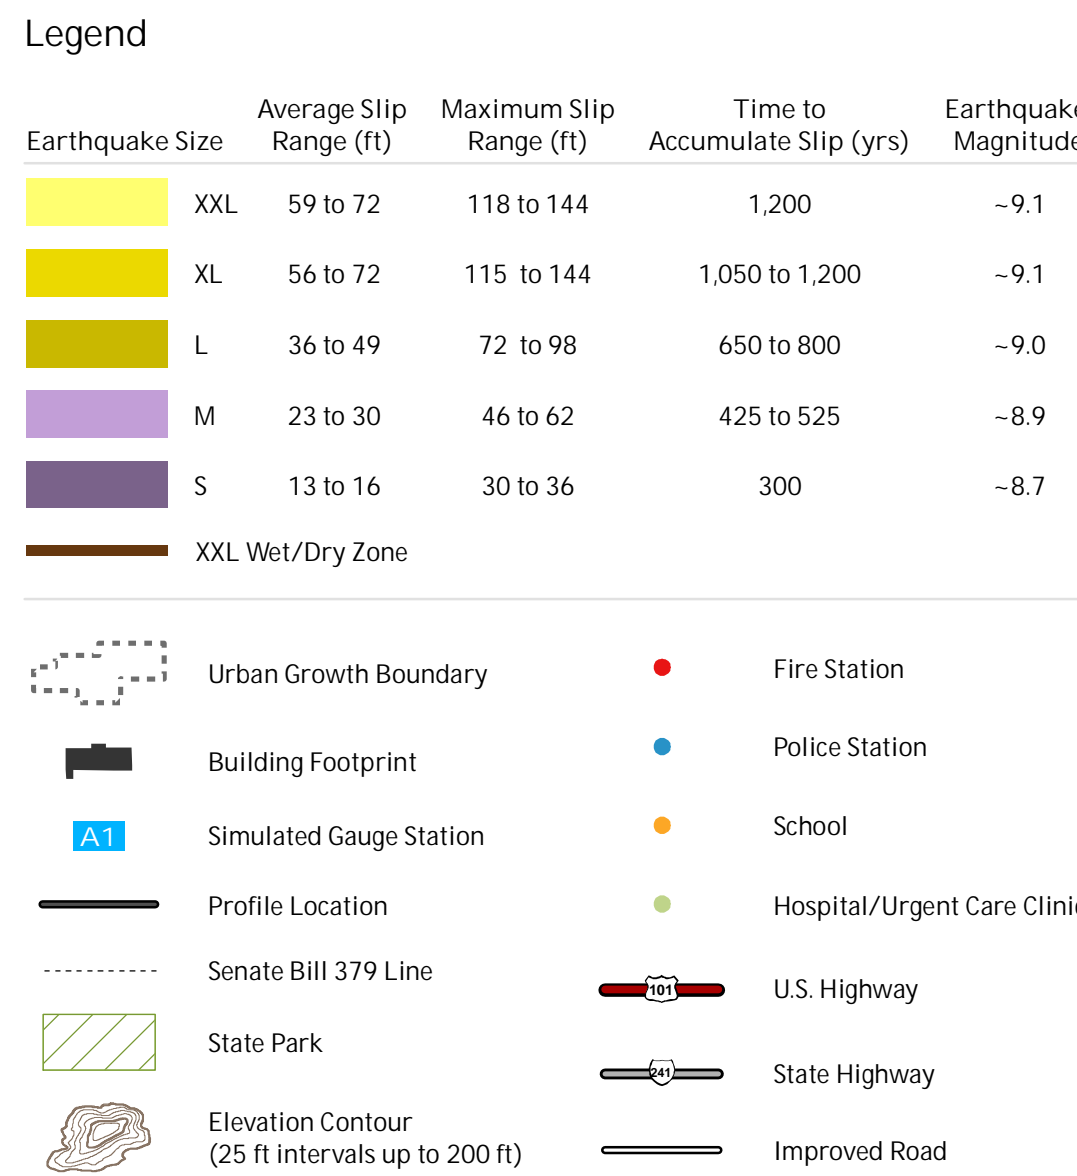 Legend
Earthquake Size Average Slip Range (ft) Maximum Slip Range (ft) Time to Accumulate Slip (yrs) Earthquake Magnitude
XXL 59 to 72 118 to 144 1,200 ~9.1
XL 56 to 72 115 to 144 1,050 to 1,200 ~9.1
L 36 to 49 72 to 98 650 to 800 ~9.0
M 23 to 30 46 to 62 425 to 525 ~8.9
S 13 to 16 30 to 36 300 ~8.7
XXL Wet/Dry Zone
Urban Growth Boundary
Building Footprint
A1 Simulated Gauge Station
Profile Location
Senate Bill 379 Line
State Park
Elevation Contour
(25 ft intervals up to 200 ft)
Fire Station
Police Station
School
Hospital/Urgent Care Clinic
101 U.S. Highway
241 State Highway
Improved Road